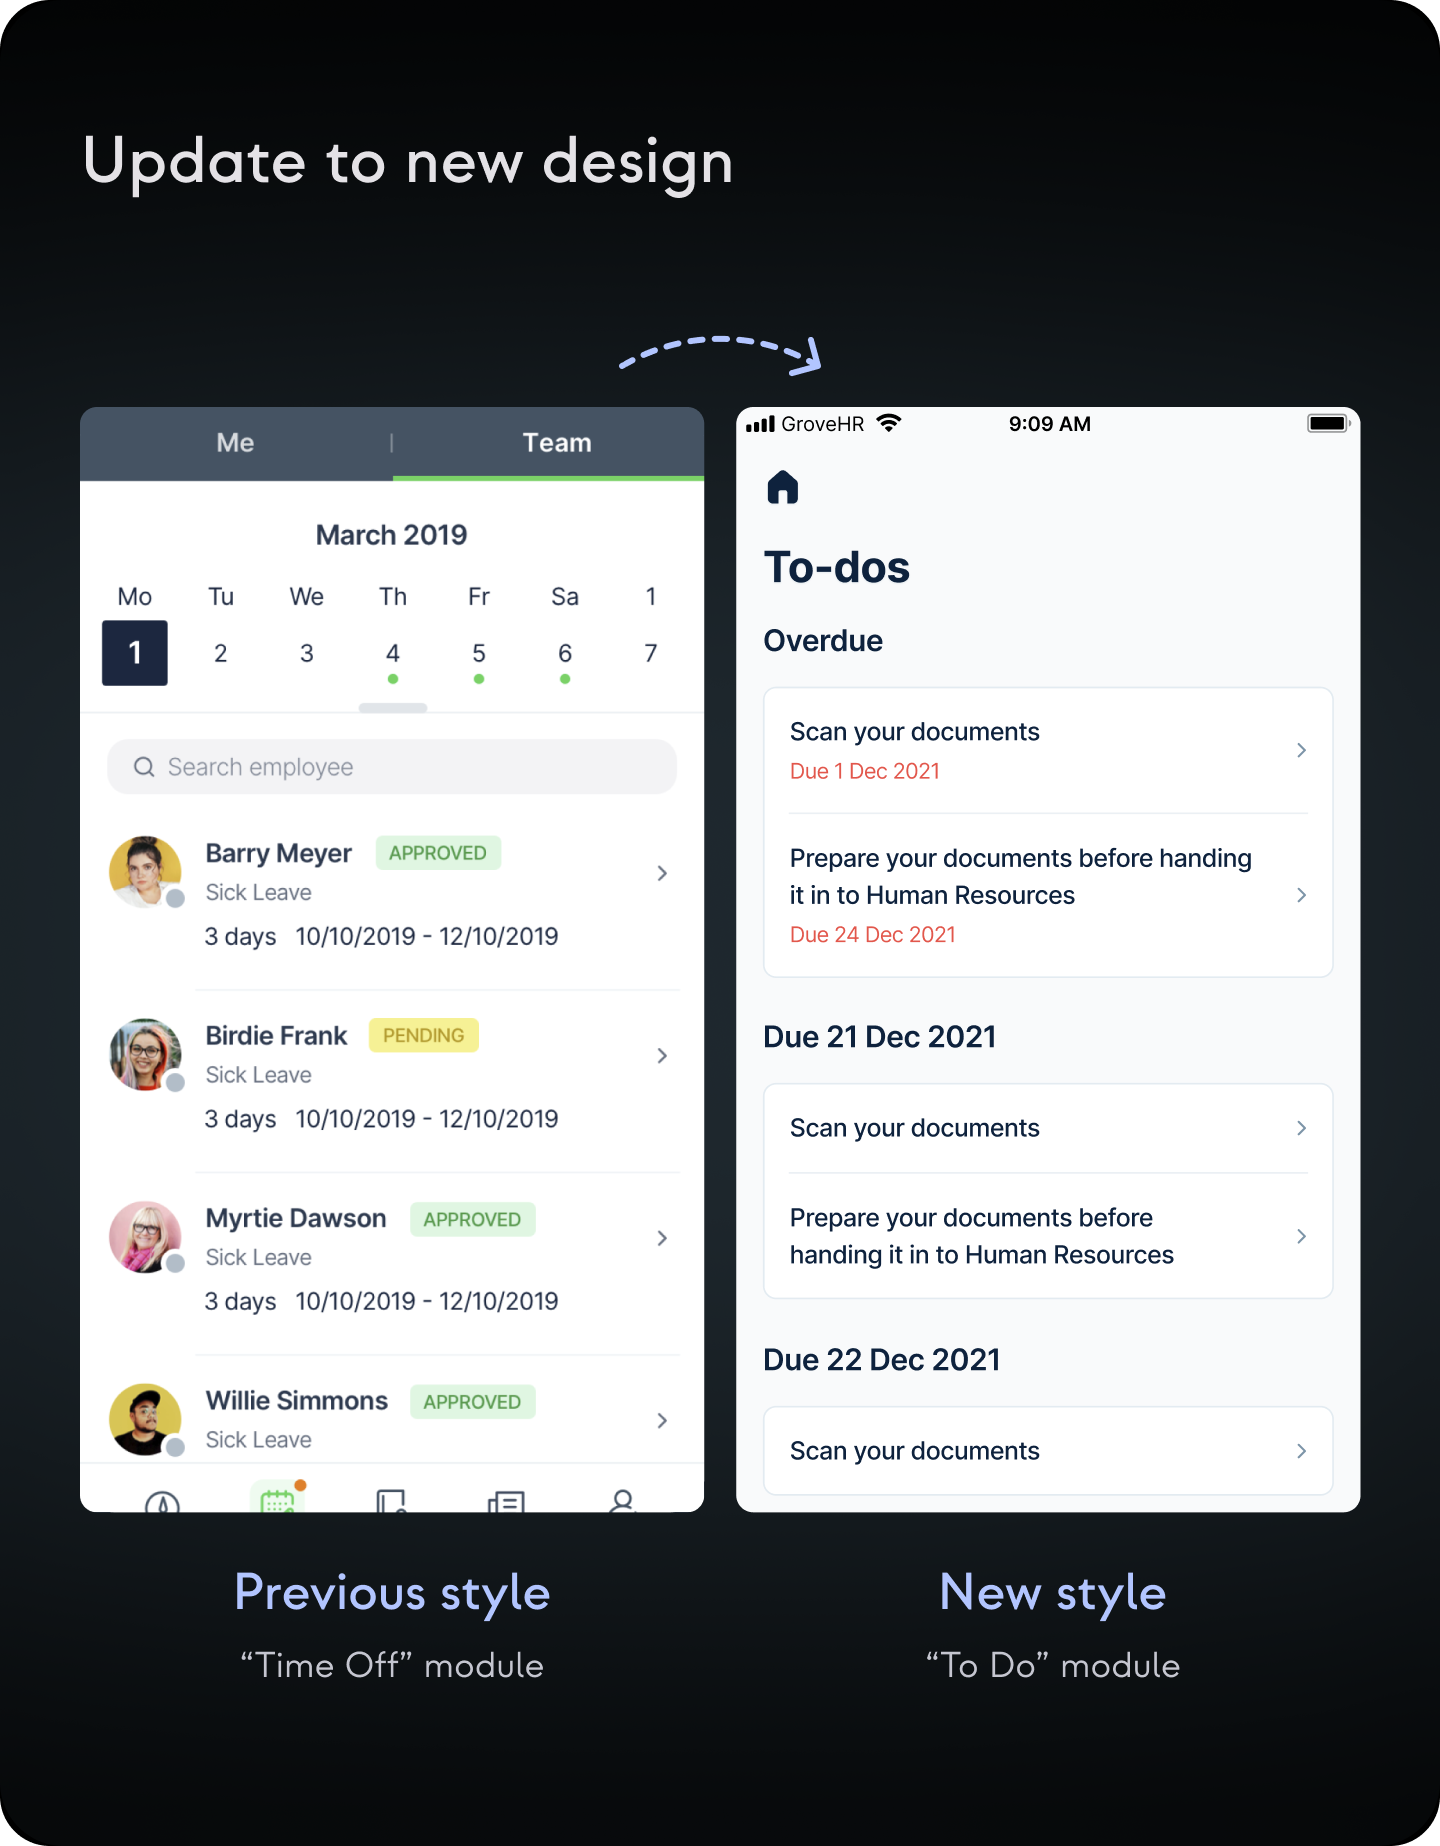 Update to new design
Me
Team
March 2019
Mo Tu We Th Fr Sa 1
1 2 3 4 5 6 7
Search employee
Barry Meyer APPROVED
Sick Leave
3 days 10/10/2019 - 12/10/2019
Birdie Frank PENDING
Sick Leave
3 days 10/10/2019 - 12/10/2019
Myrtie Dawson APPROVED
Sick Leave
3 days 10/10/2019 - 12/10/2019
Willie Simmons APPROVED
Sick Leave
GroveHR 9:09 AM
To-dos
Overdue
Scan your documents
Due 1 Dec 2021
Prepare your documents before handing
it in to Human Resources
Due 24 Dec 2021
Due 21 Dec 2021
Scan your documents
Prepare your documents before
handing it in to Human Resources
Due 22 Dec 2021
Scan your documents
Previous style
“Time Off” module
New style
“To Do” module